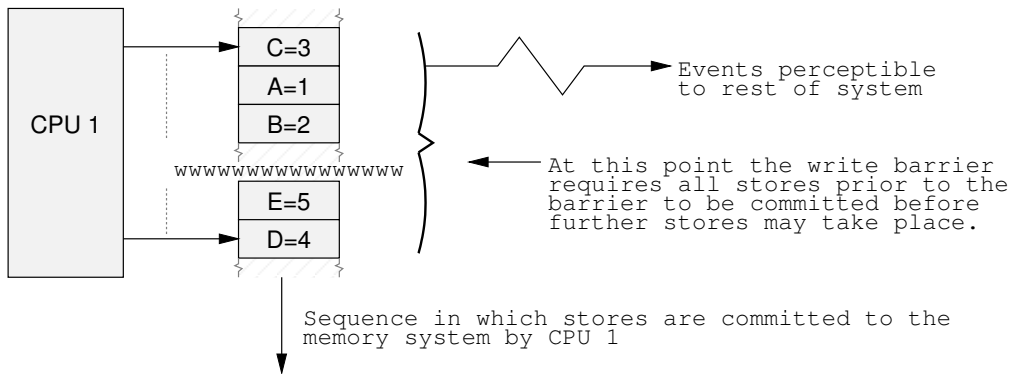 C=3
A=1
CPU 1
B=2
wwwwwwwwwwwwwwww
E=5
D=4
Events perceptible
to rest of system
At this point the write barrier
requires all stores prior to the
barrier to be committed before
further stores may take place.
Sequence in which stores are committed to the
memory system by CPU 1